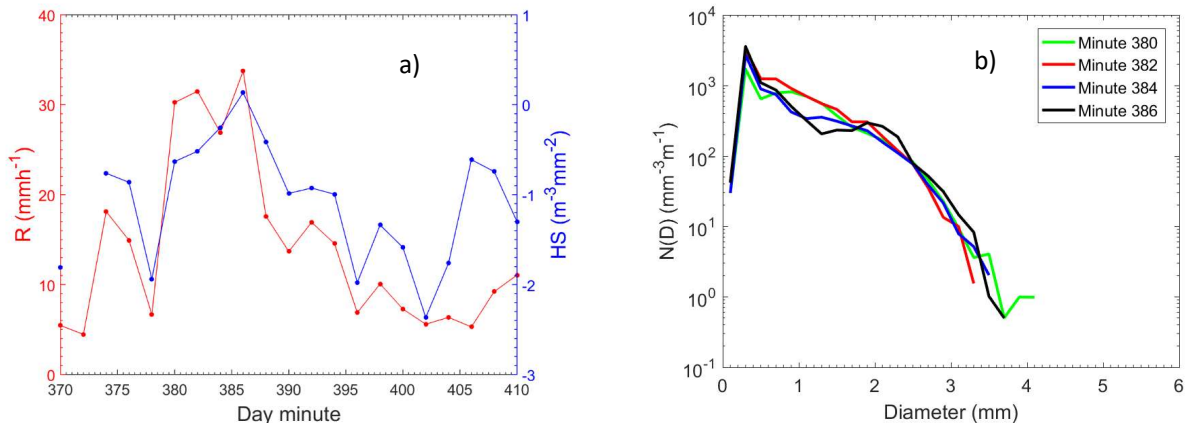 a)
R (mmh⁻¹)
40
30
20
10
0
HS (m⁻³mm⁻²)
1
0
-1
-2
-3
370 375 380 385 390 395 400 405 410
Day minute
b)
Minute 380
Minute 382
Minute 384
Minute 386
N(D) (mm⁻³m⁻¹)
10⁴
10³
10²
10¹
10⁰
10⁻¹
0 1 2 3 4 5 6
Diameter (mm)